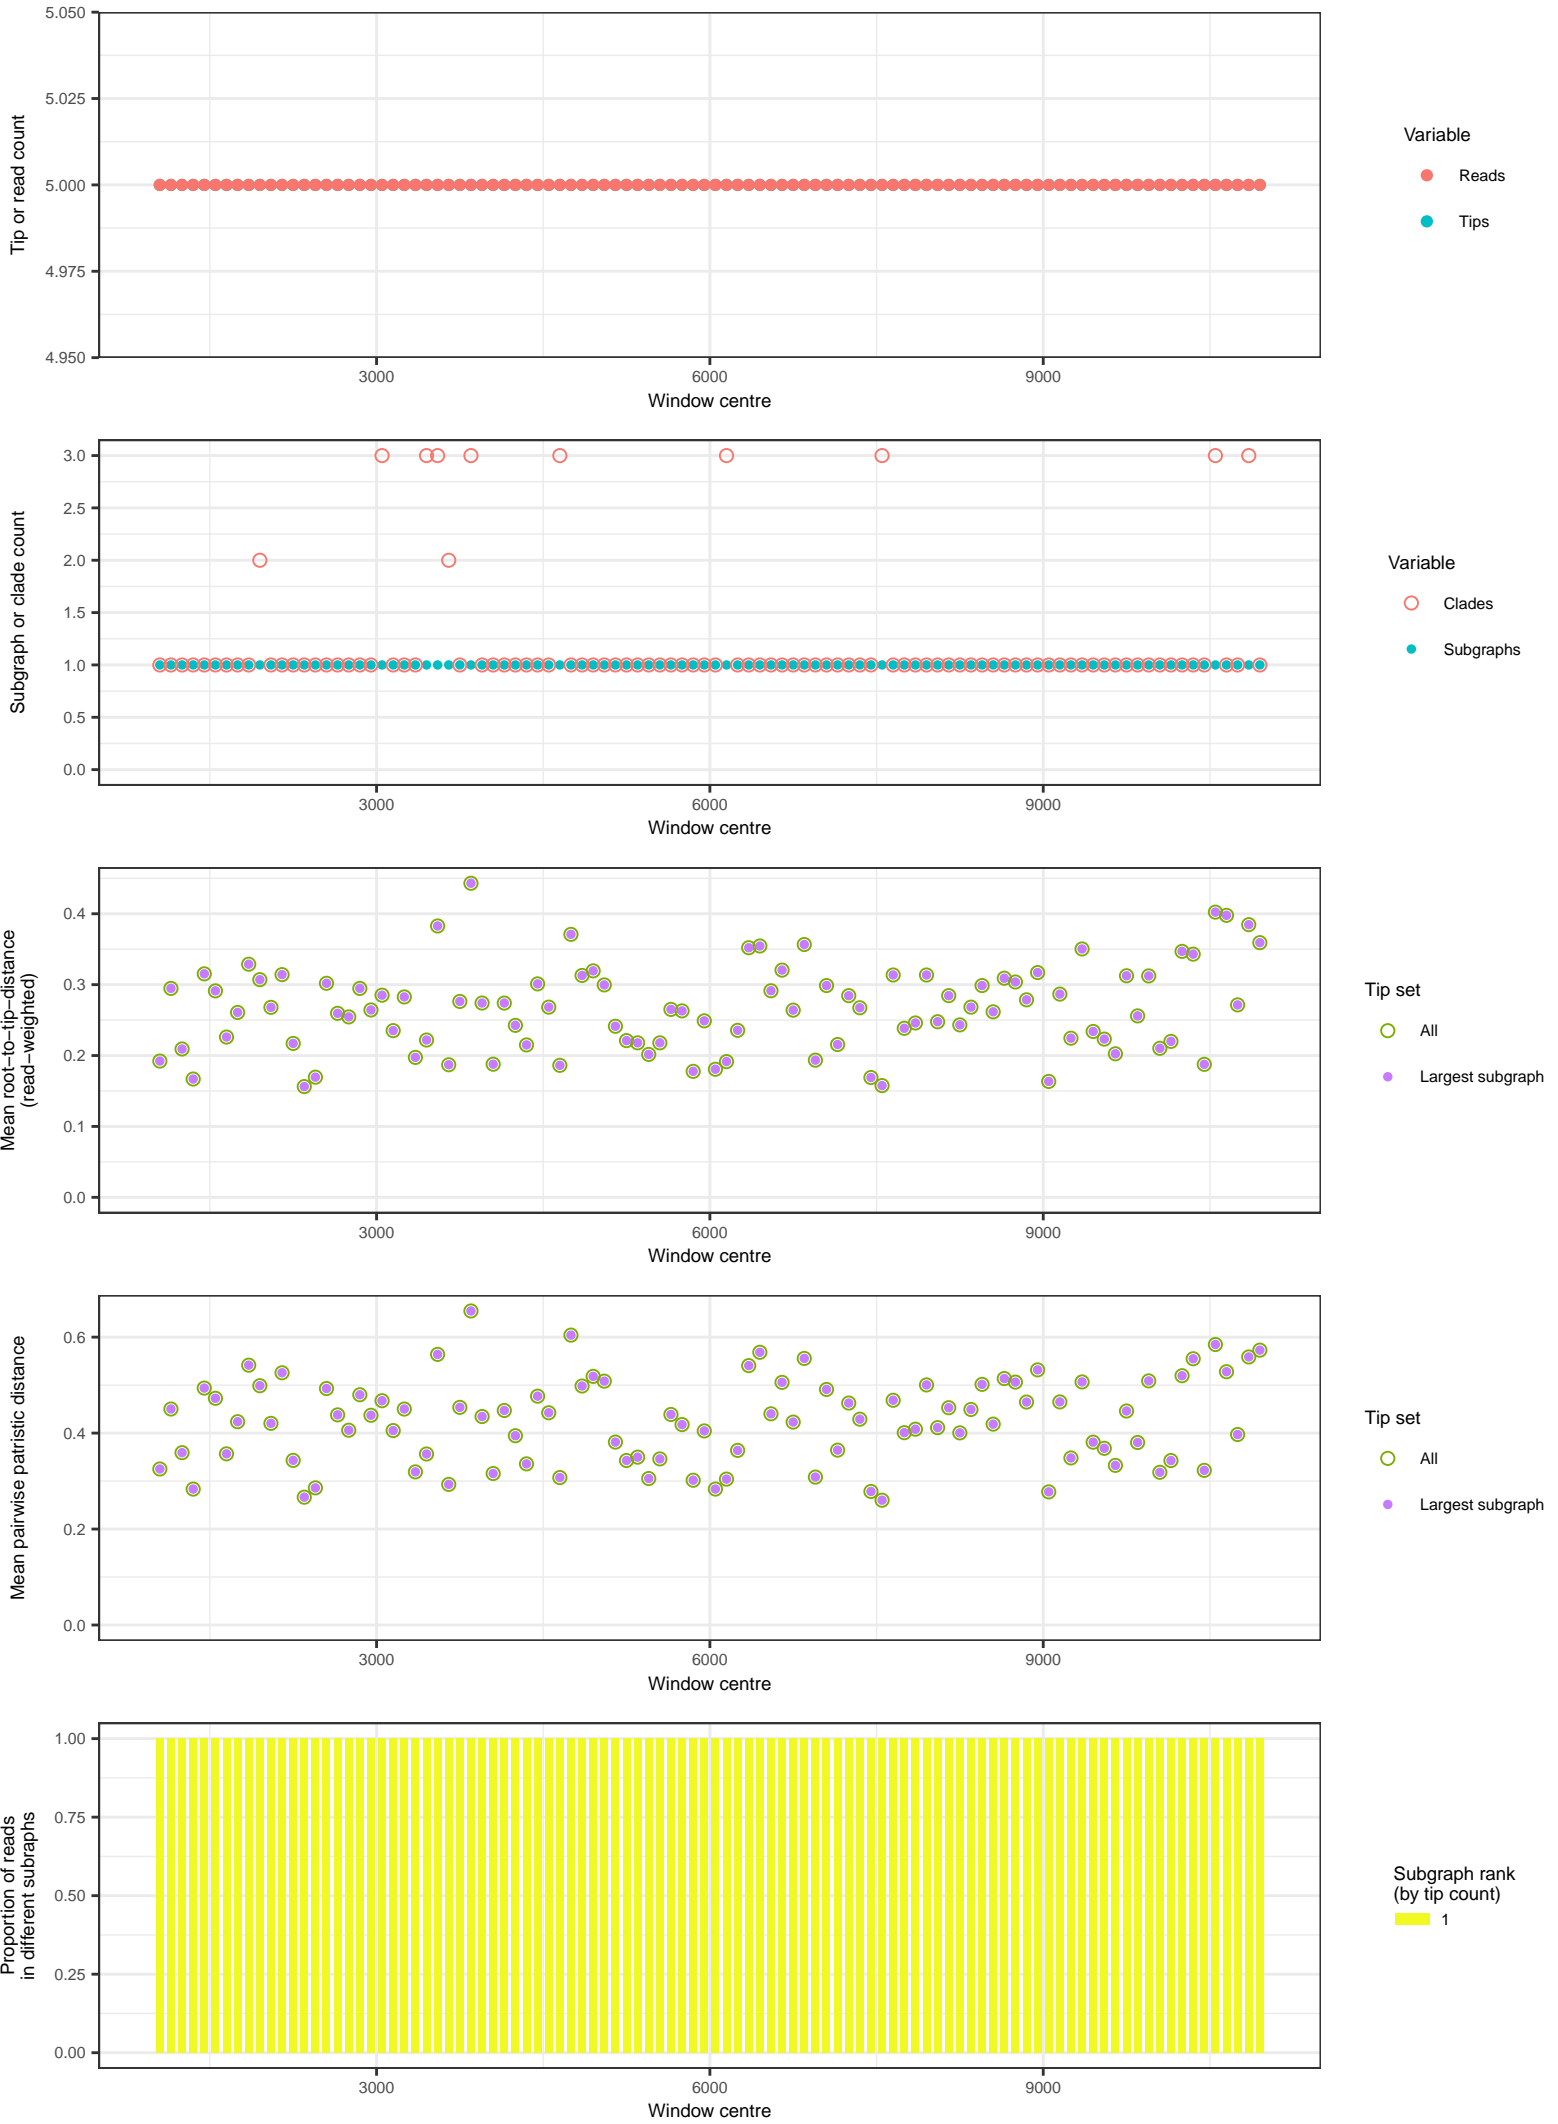 5.050
5.025
5.000
4.975
4.950
Tip or read count
3000
6000
9000
Window centre
Variable
Reads
Tips
3.0
2.5
2.0
1.5
1.0
0.5
0.0
Subgraph or clade count
3000
6000
9000
Window centre
Variable
Clades
Subgraphs
0.4
0.3
0.2
0.1
0.0
Mean root−to−tip−distance
(read−weighted)
3000
6000
9000
Window centre
Tip set
All
Largest subgraph
0.6
0.4
0.2
0.0
Mean pairwise patristic distance
3000
6000
9000
Window centre
Tip set
All
Largest subgraph
1.00
0.75
0.50
0.25
0.00
Proportion of reads
in different subraphs
3000
6000
9000
Window centre
Subgraph rank
(by tip count)
1